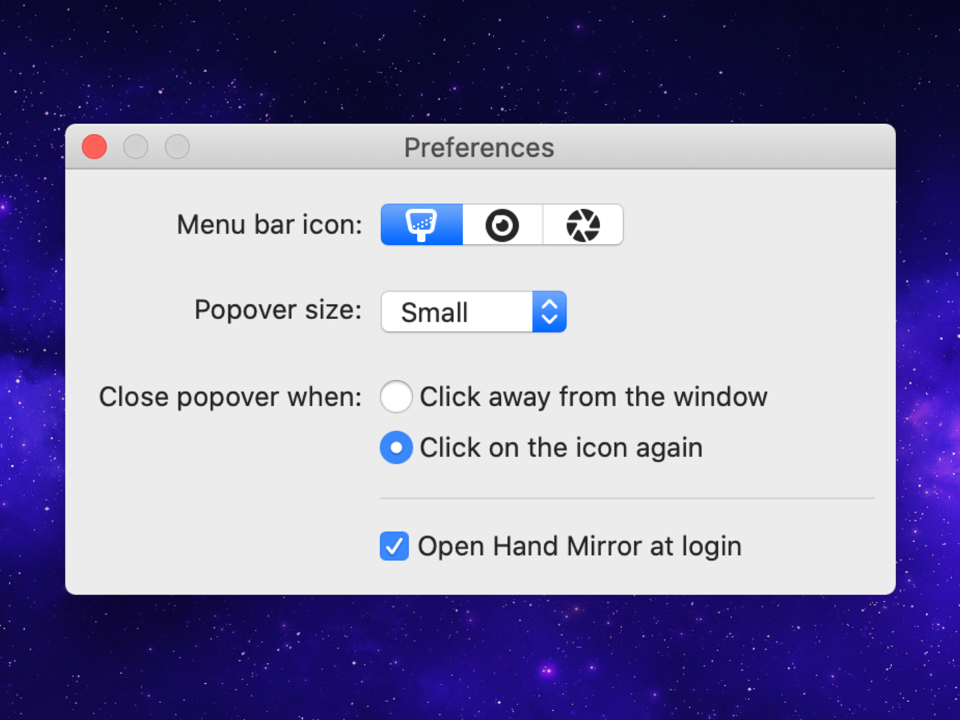 Preferences
Menu bar icon:
Popover size: Small
Close popover when: Click away from the window
Click on the icon again
Open Hand Mirror at login